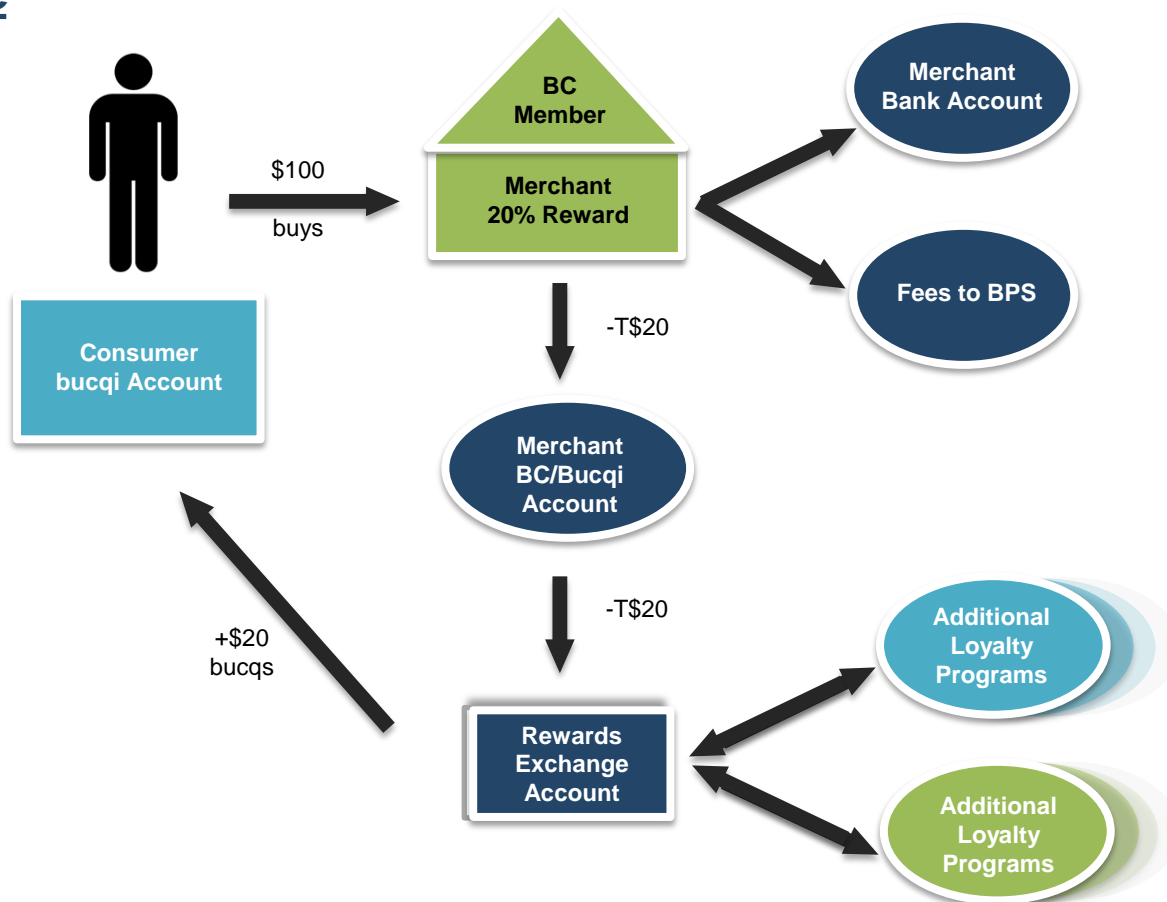 BC
Member
Merchant
Bank Account
$100
buys
Merchant
20% Reward
Fees to BPS
-T$20
Consumer
bucqi Account
Merchant
BC/Bucqi
Account
-T$20
+$20
bucqs
Additional
Loyalty
Programs
Rewards
Exchange
Account
Additional
Loyalty
Programs